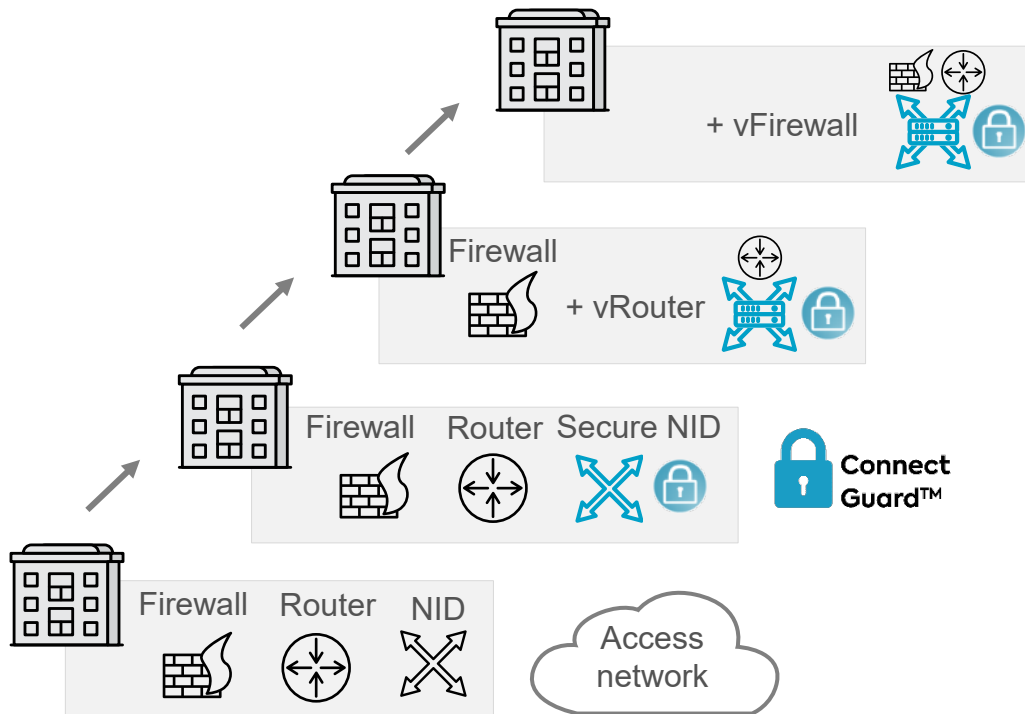 + vFirewall
Firewall
+ vRouter
Firewall Router Secure NID
Connect
Guard™
Firewall Router NID
Access
network